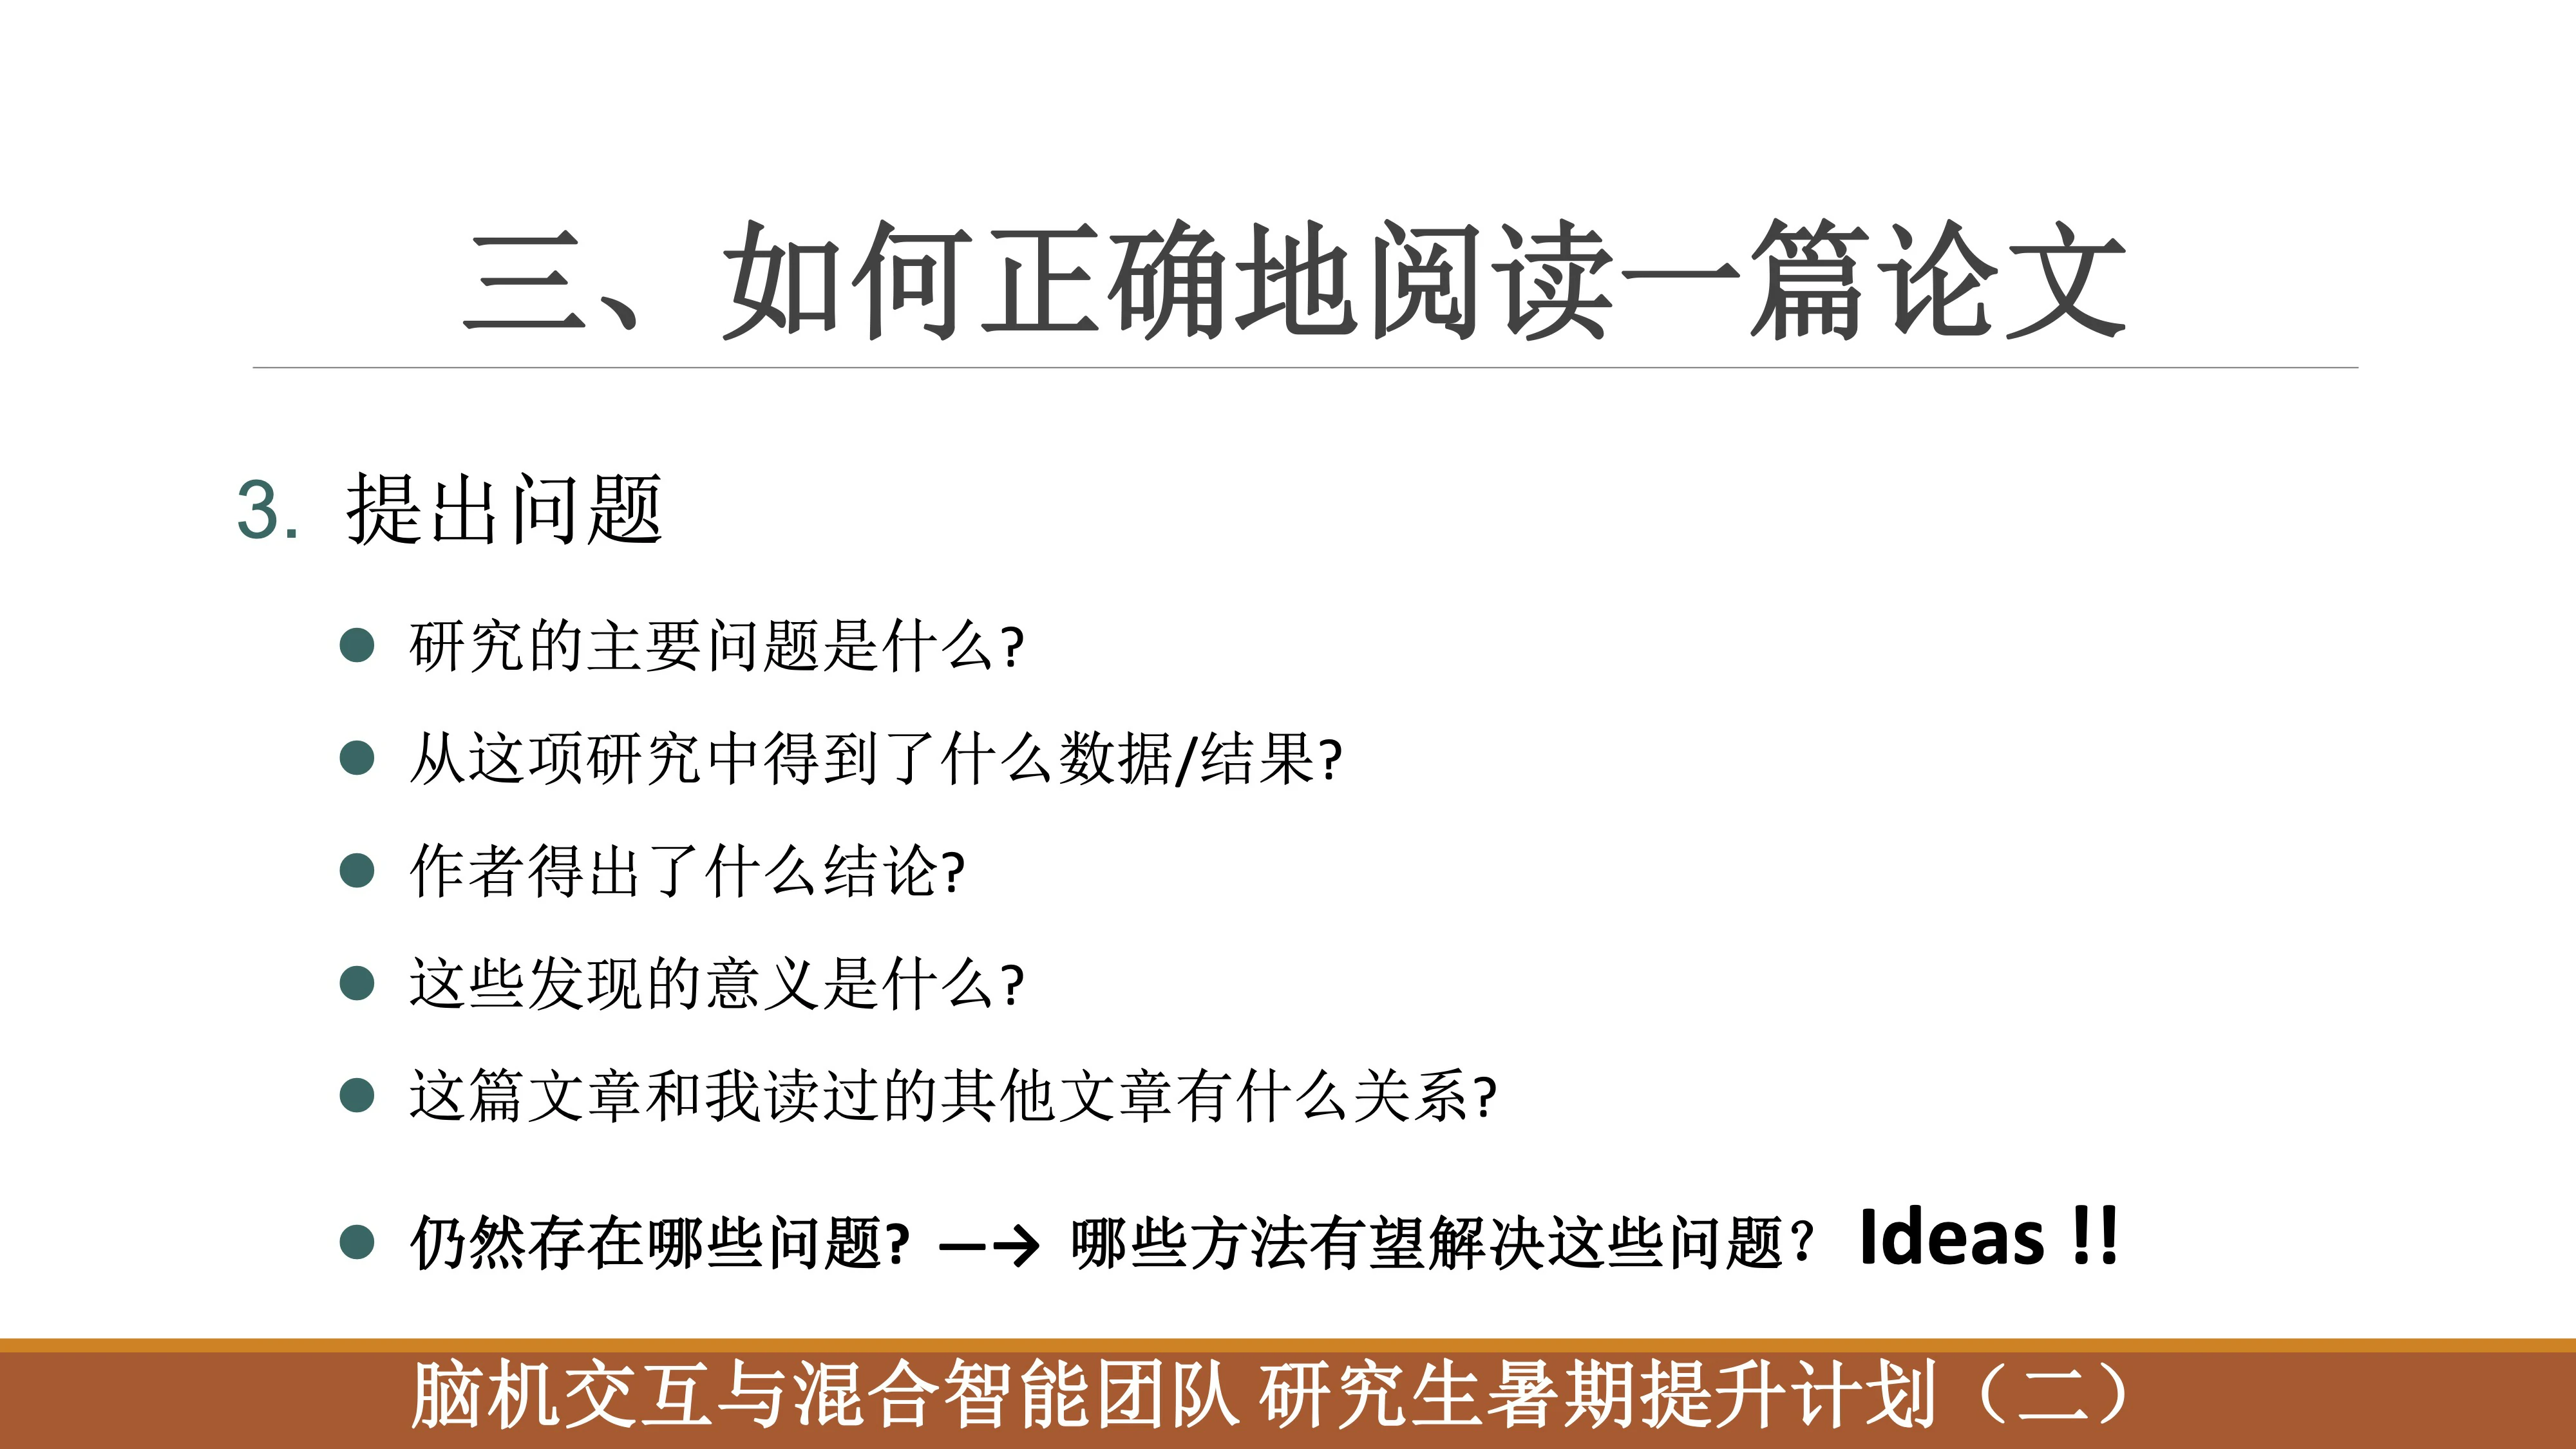 三、如何正确地阅读一篇论文
3. 提出问题
● 研究的主要问题是什么?
● 从这项研究中得到了什么数据/结果?
● 作者得出了什么结论?
● 这些发现的意义是什么?
● 这篇文章和我读过的其他文章有什么关系?
● 仍然存在哪些问题? —→ 哪些方法有望解决这些问题？ Ideas !!
脑机交互与混合智能团队 研究生暑期提升计划（二）